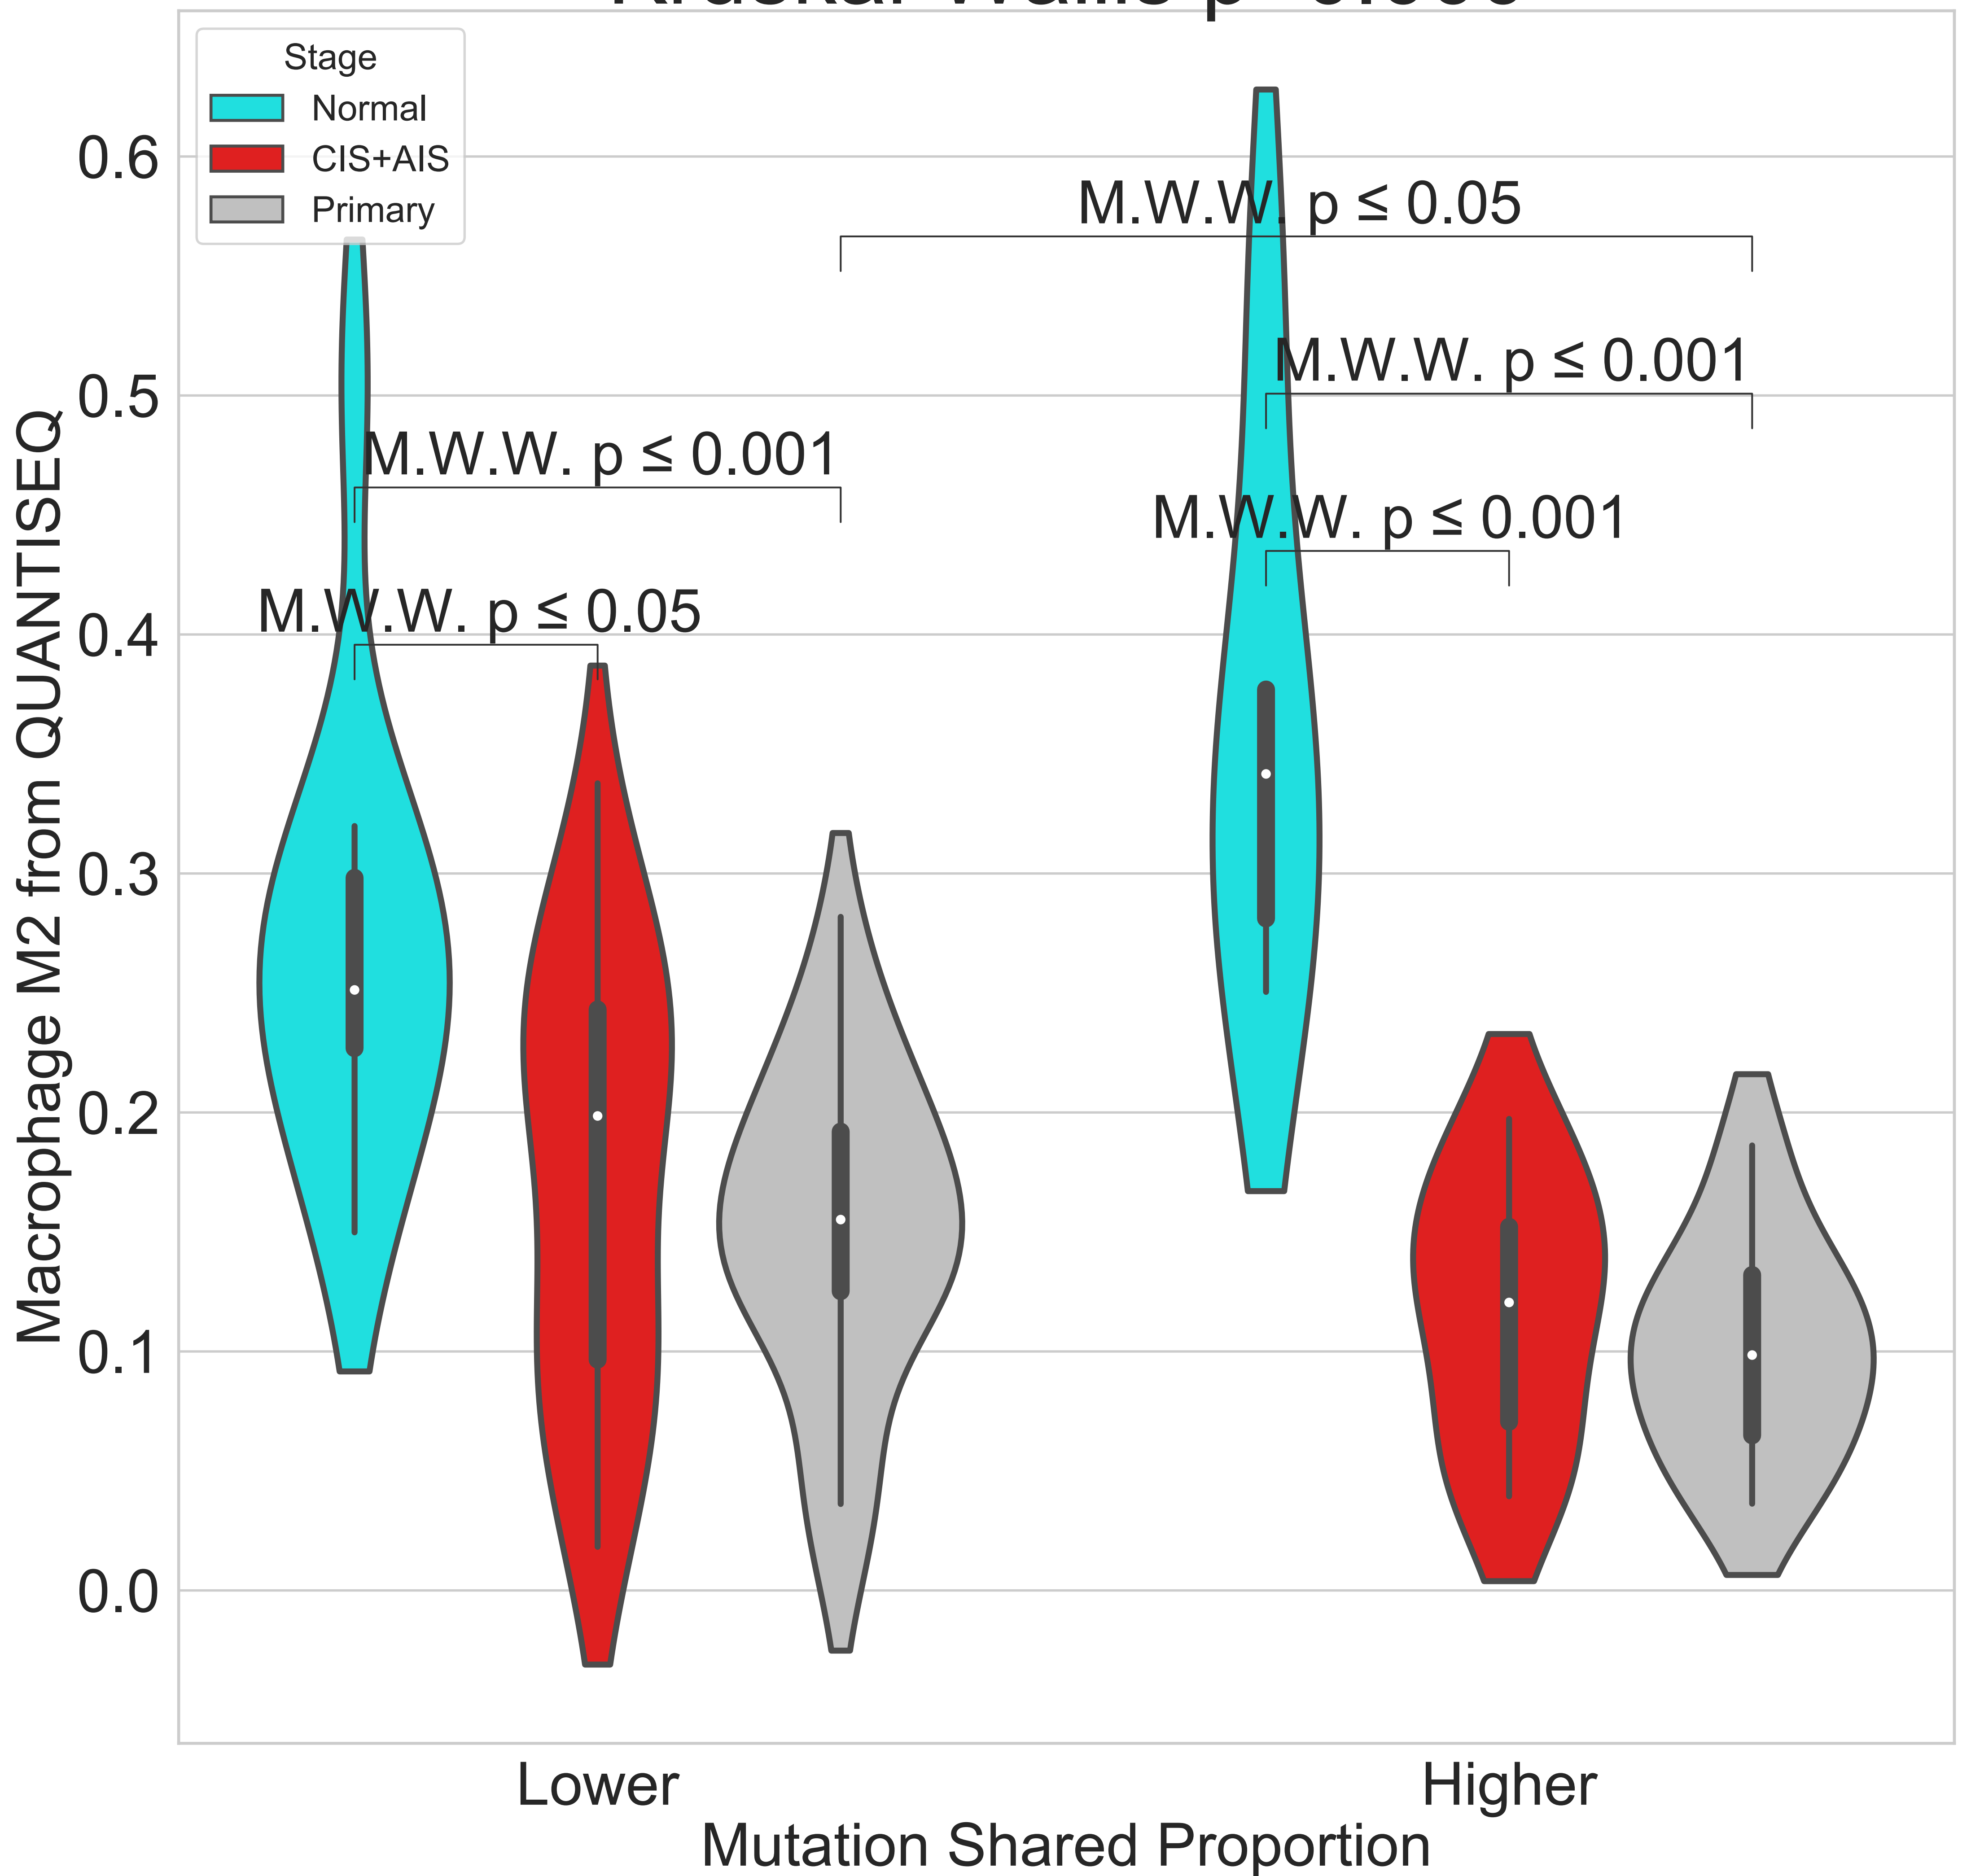 Stage
Normal
CIS+AIS
Primary
0.6
0.5
0.4
0.3
0.2
0.1
0.0
Macrophage M2 from QUANTISEQ
M.W.W. p ≤ 0.05
M.W.W. p ≤ 0.001
M.W.W. p ≤ 0.001
M.W.W. p ≤ 0.001
M.W.W. p ≤ 0.05
Lower
Higher
Mutation Shared Proportion